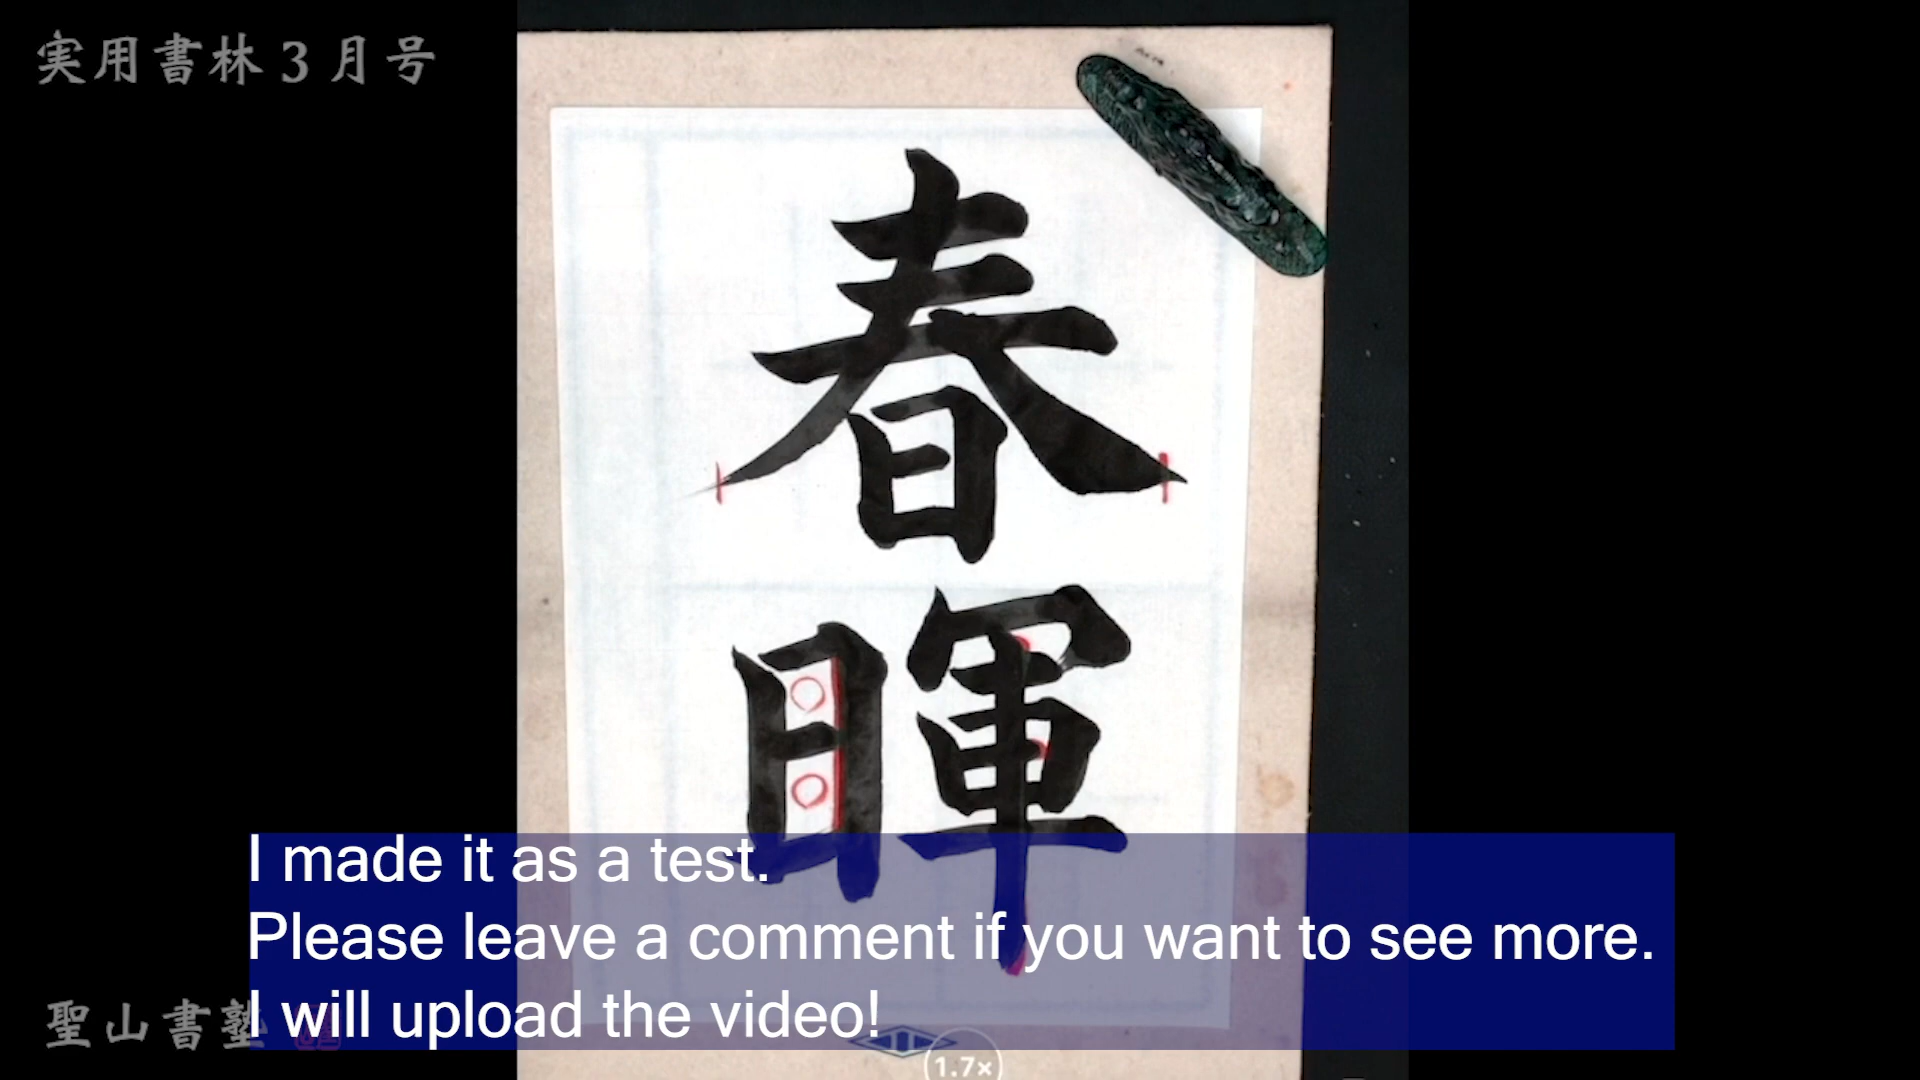 実用書林3月号
春
暉
I made it as a test.
Please leave a comment if you want to see more.
I will upload the video!
聖山書塾
1.7×